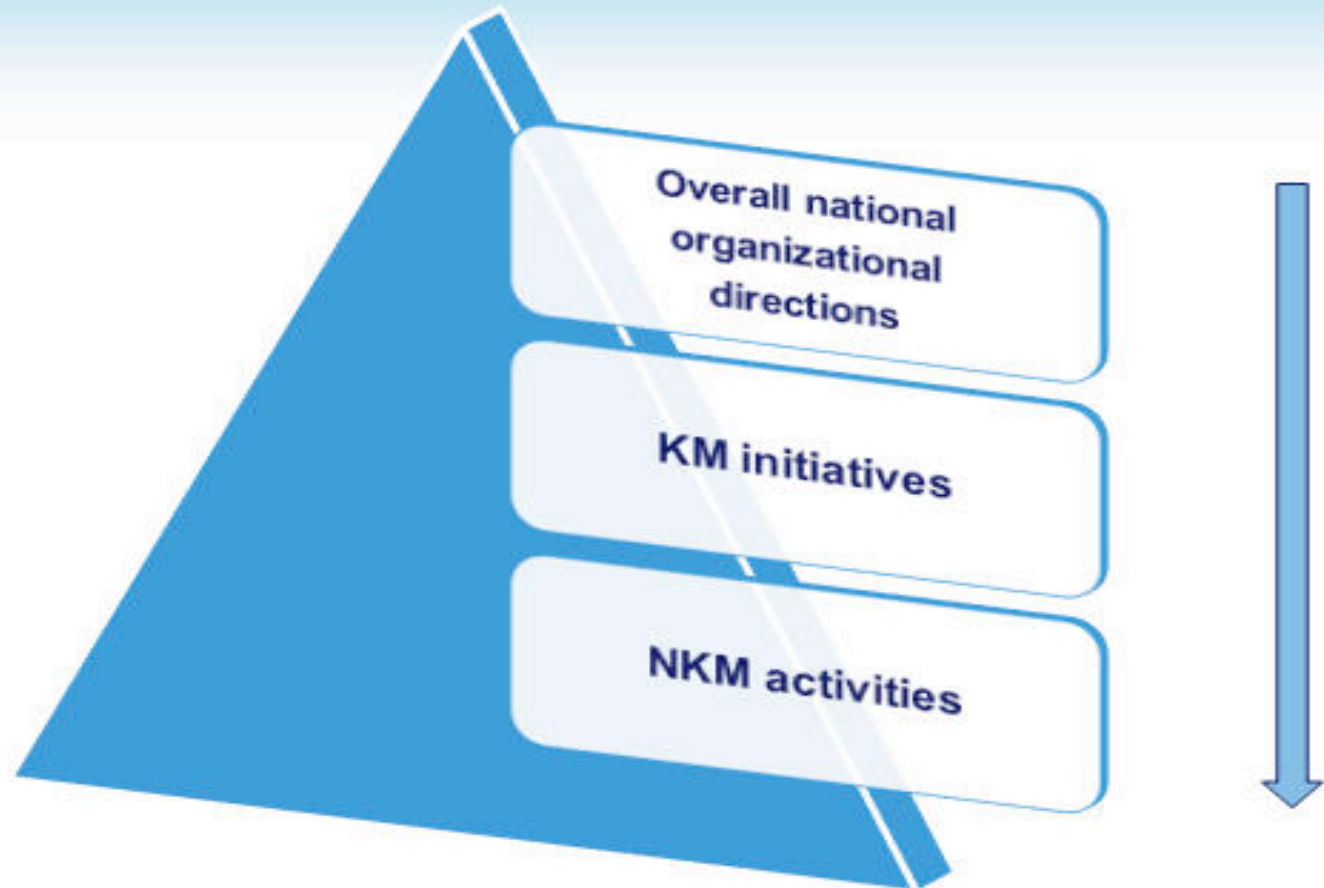 Overall national
organizational
directions
KM initiatives
NKM activities